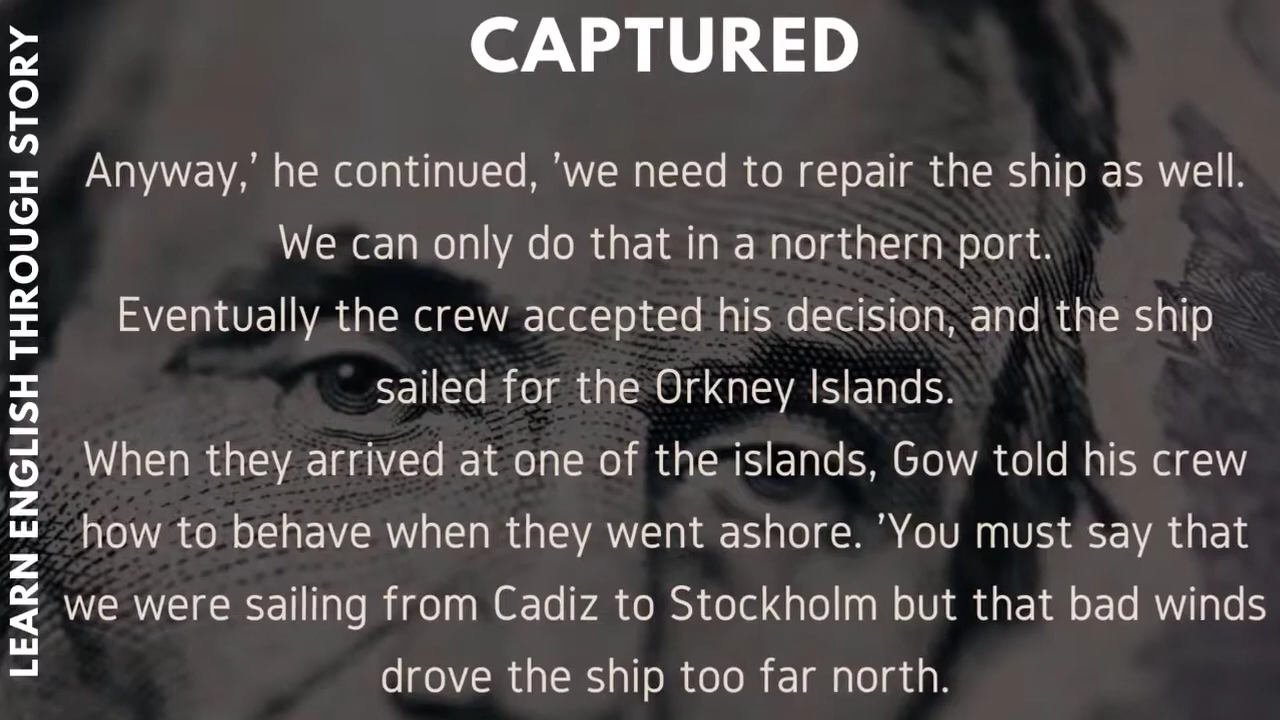 CAPTURED
LEARN ENGLISH THROUGH STORY
Anyway,’ he continued, ’we need to repair the ship as well.
We can only do that in a northern port.
Eventually the crew accepted his decision, and the ship
sailed for the Orkney Islands.
When they arrived at one of the islands, Gow told his crew
how to behave when they went ashore. ’You must say that
we were sailing from Cadiz to Stockholm but that bad winds
drove the ship too far north.